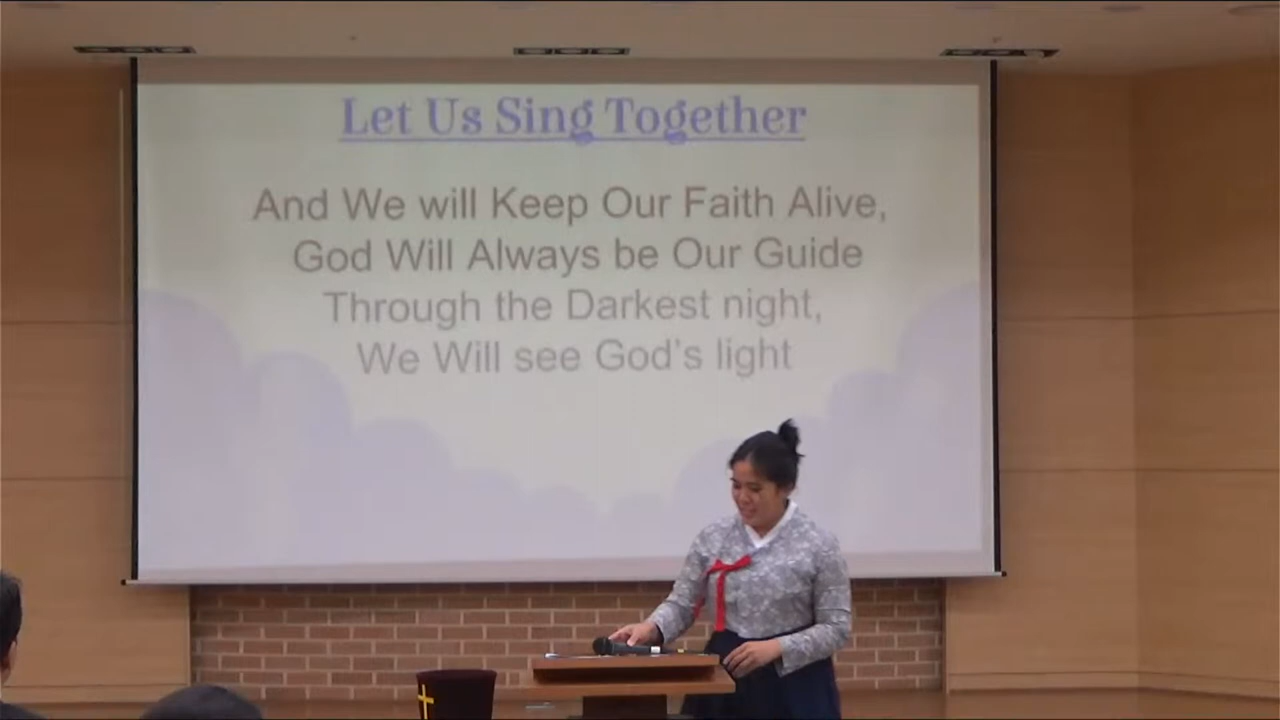 Let Us Sing Together
And We will Keep Our Faith Alive,
God Will Always be Our Guide
Through the Darkest night,
We Will see God's light